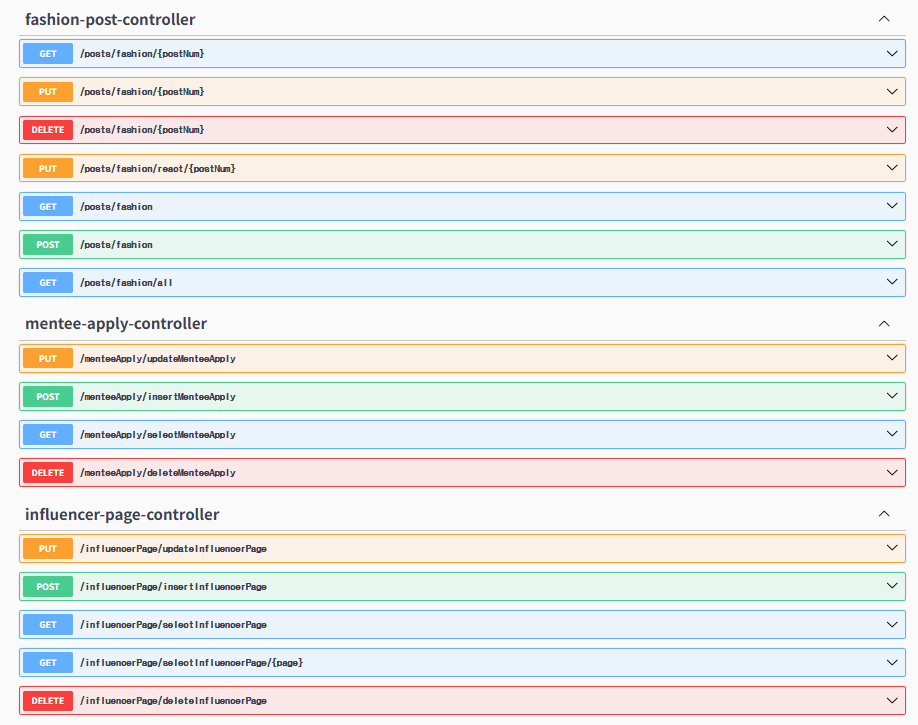 fashion-post-controller
GET /posts/fashion/{postNum}
PUT /posts/fashion/{postNum}
DELETE /posts/fashion/{postNum}
PUT /posts/fashion/react/{postNum}
GET /posts/fashion
POST /posts/fashion
GET /posts/fashion/all
mentee-apply-controller
PUT /menteeApply/updateMenteeApply
POST /menteeApply/insertMenteeApply
GET /menteeApply/selectMenteeApply
DELETE /menteeApply/deleteMenteeApply
influencer-page-controller
PUT /influencerPage/updateInfluencerPage
POST /influencerPage/insertInfluencerPage
GET /influencerPage/selectInfluencerPage
GET /influencerPage/selectInfluencerPage/{page}
DELETE /influencerPage/deleteInfluencerPage